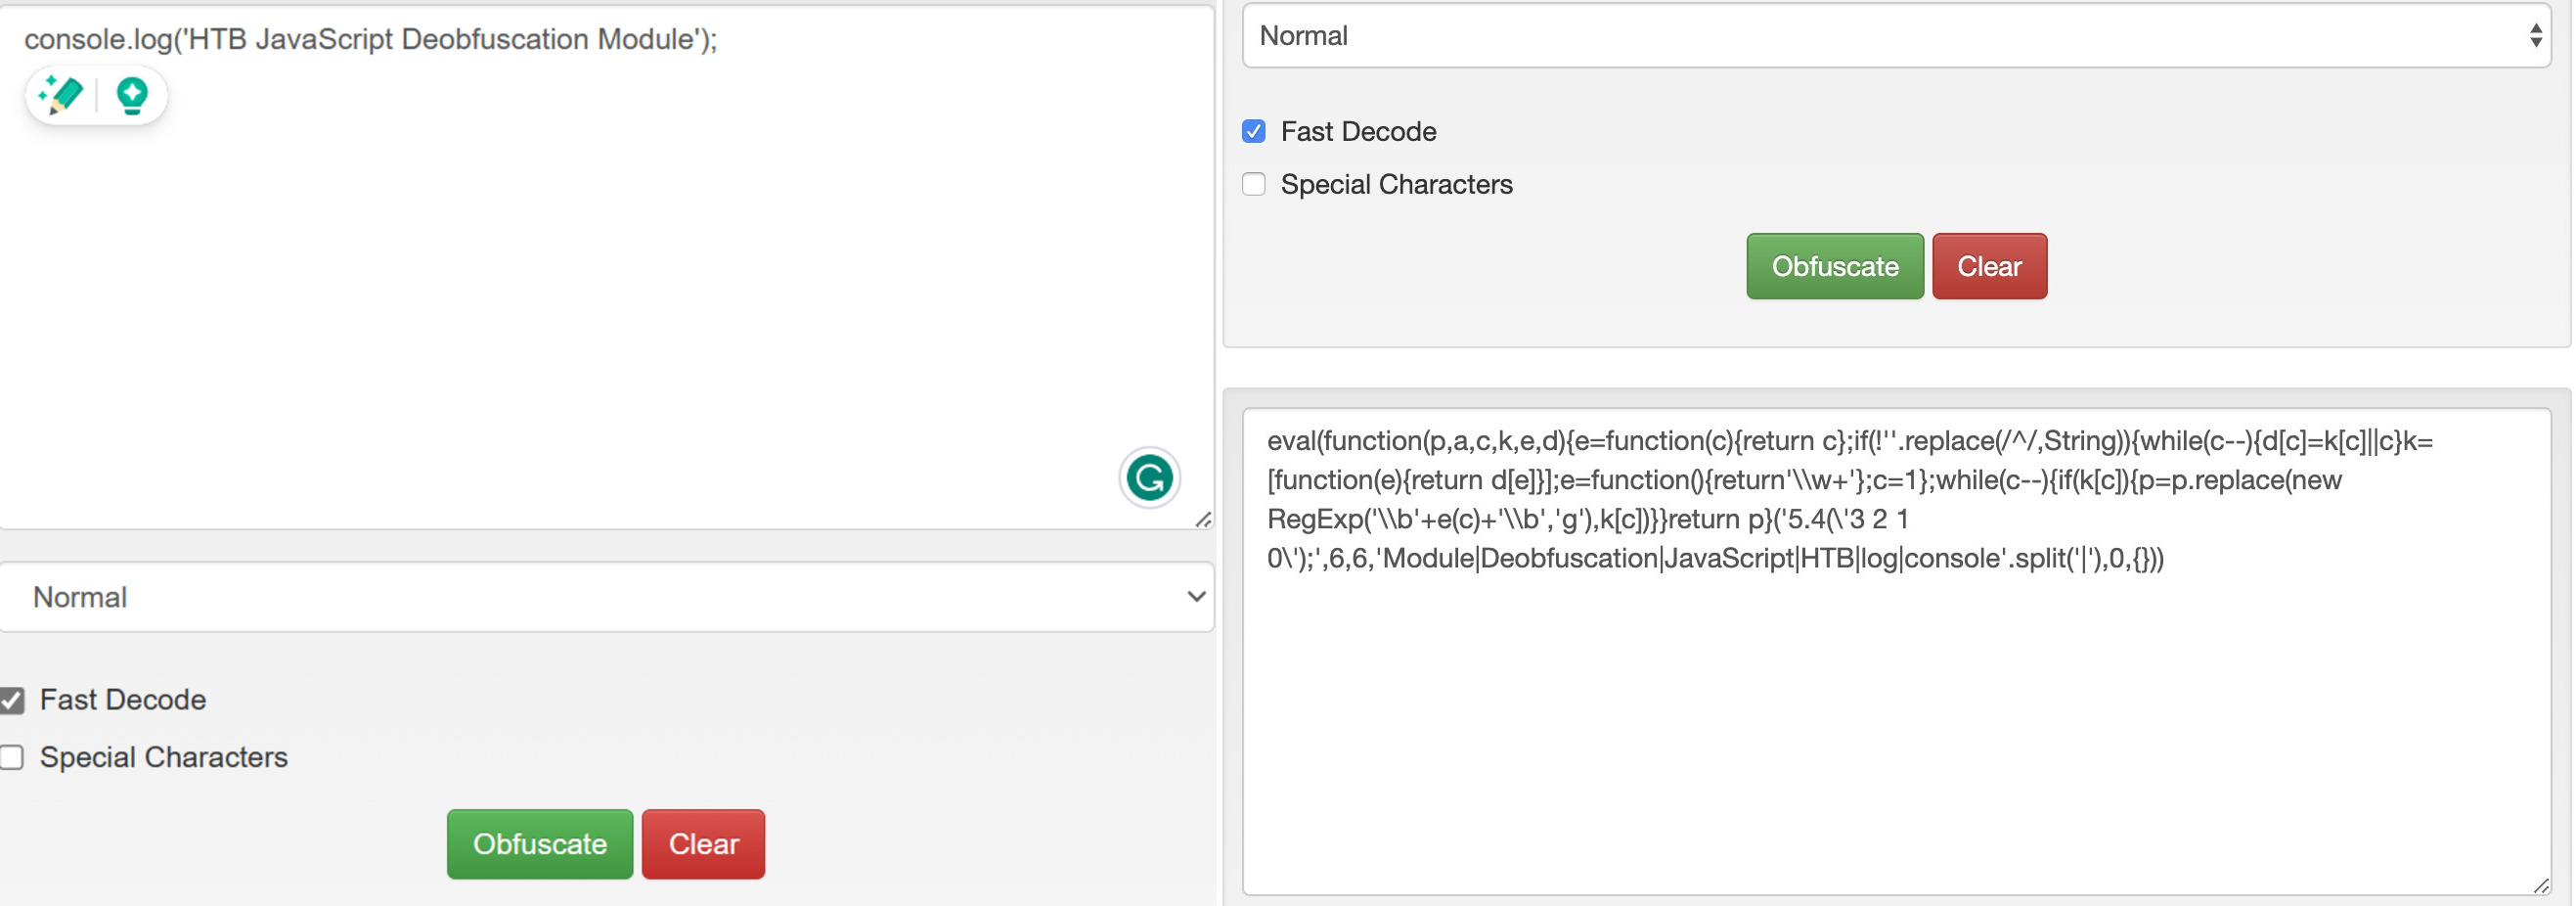 console.log('HTB JavaScript Deobfuscation Module');
Normal
Fast Decode
Special Characters
Obfuscate
Clear
Normal
Fast Decode
Special Characters
Obfuscate
Clear
eval(function(p,a,c,k,e,d){e=function(c){return c};if(!''.replace(/^/,String)){while(c--){d[c]=k[c]||c}k=
[function(e){return d[e]}];e=function(){return'\\w+'};c=1};while(c--){if(k[c]){p=p.replace(new
RegExp('\\b'+e(c)+'\\b','g'),k[c])}}return p}('5.4(\'3 2 1
0\');',6,6,'Module|Deobfuscation|JavaScript|HTB|log|console'.split('|'),0,{}))